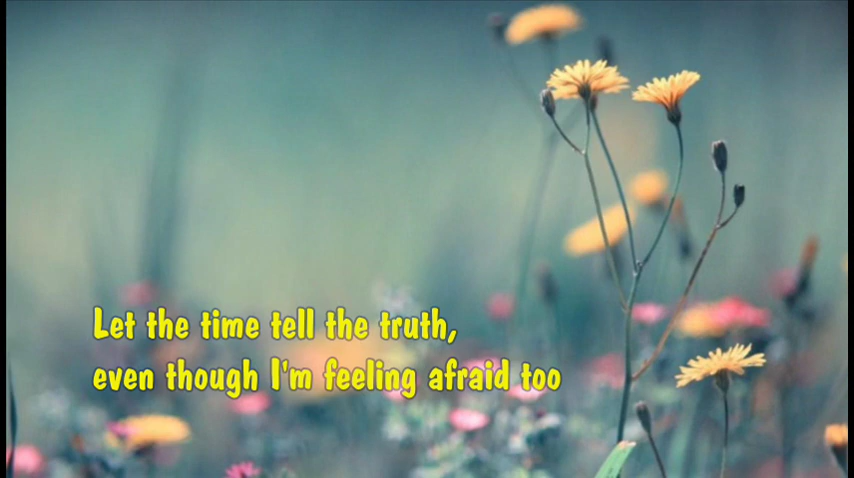 Let the time tell the truth,
even though I'm feeling afraid too